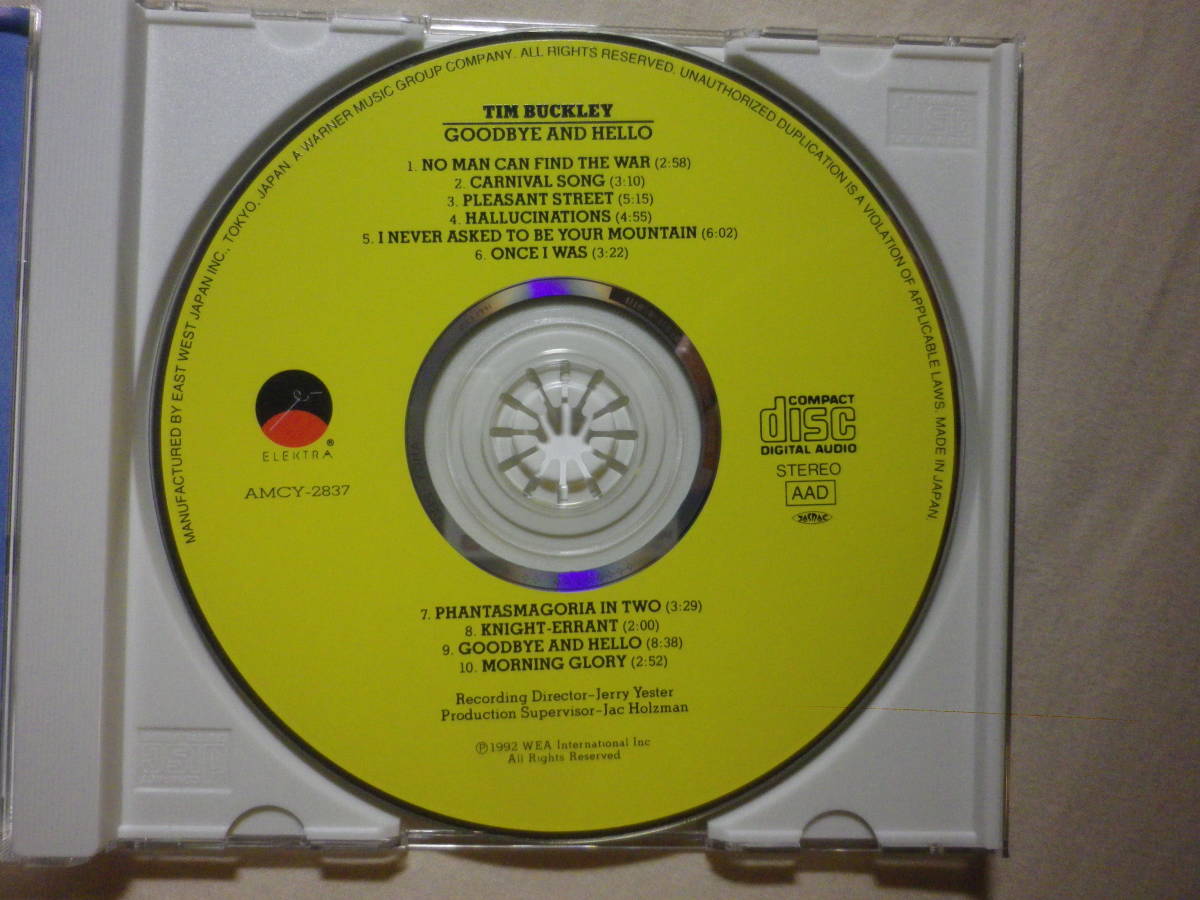 MANUFACTURED BY EAST WEST JAPAN INC., TOKYO, JAPAN. A WARNER MUSIC GROUP COMPANY. ALL RIGHTS RESERVED. UNAUTHORIZED DUPLICATION IS A VIOLATION OF APPLICABLE LAWS. MADE IN JAPAN.
TIM BUCKLEY
GOODBYE AND HELLO
1. NO MAN CAN FIND THE WAR (2:58)
2. CARNIVAL SONG (3:10)
3. PLEASANT STREET (5:15)
4. HALLUCINATIONS (4:55)
5. I NEVER ASKED TO BE YOUR MOUNTAIN (6:02)
6. ONCE I WAS (3:22)
ELEKTRA ®
AMCY-2837
COMPACT
disc
DIGITAL AUDIO
STEREO
AAD
7. PHANTASMAGORIA IN TWO (3:29)
8. KNIGHT-ERRANT (2:00)
9. GOODBYE AND HELLO (8:38)
10. MORNING GLORY (2:52)
Recording Director–Jerry Yester
Production Supervisor–Jac Holzman
Ⓟ1992 WEA International Inc
All Rights Reserved